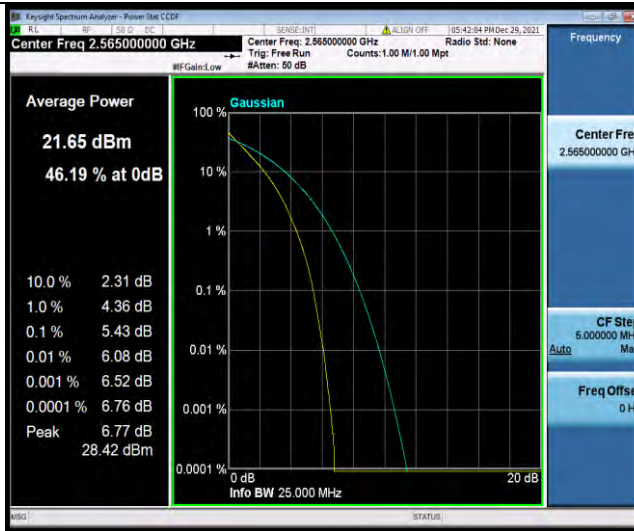 Keysight Spectrum Analyzer - Power Stat CCDF
RL RF 50 Ω DC SENSE:INT ALIGN OFF 05:42:04 PM Dec 29, 2021
Center Freq 2.565000000 GHz
Center Freq: 2.565000000 GHz Radio Std: None
Trig: Free Run Counts:1.00 M/1.00 Mpt
#IFGain:Low #Atten: 50 dB
Frequency
Average Power
21.65 dBm
46.19 % at 0dB
10.0 % 2.31 dB
1.0 % 4.36 dB
0.1 % 5.43 dB
0.01 % 6.08 dB
0.001 % 6.52 dB
0.0001 % 6.76 dB
Peak 6.77 dB
28.42 dBm
Gaussian
100 %
10 %
1 %
0.1 %
0.01 %
0.001 %
0.0001 %
0 dB 20 dB
Info BW 25.000 MHz
Center Fre
2.565000000 GH
CF Ste
5.000000 MH
Auto Ma
Freq Offse
0 H
MSG STATUS